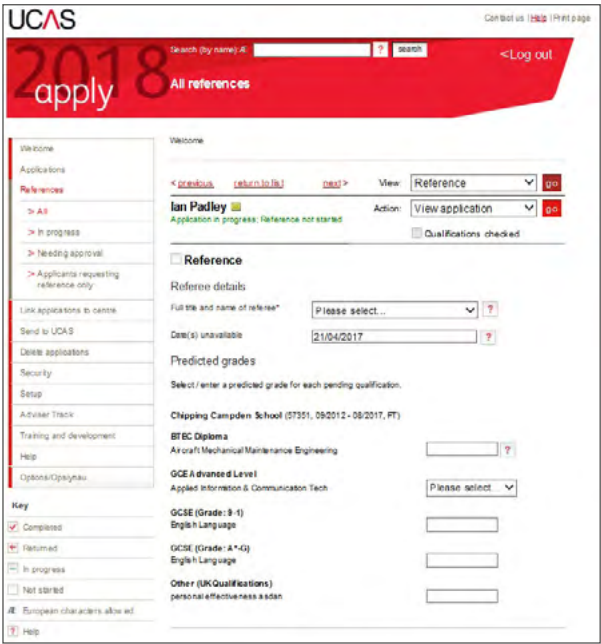 UCAS
Contact us | Help | Print page
2018
apply
Search (by name) Æ
?
search
<Log out
All references
Welcome
Applications
References
> All
> In progress
> Needing approval
> Applicants requesting
reference only
Link applications to centre
Send to UCAS
Delete applications
Security
Setup
Adviser Track
Training and development
Help
Options/Opsiynau
Key
Completed
Returned
In progress
Not started
Æ European characters allowed
? Help
Welcome
< previous return to list next > View: Reference go
Ian Padley Action: View application go
Application in progress; Reference not started
Qualifications checked
Reference
Referee details
Full title and name of referee* Please select... ?
Date(s) unavailable 21/04/2017 ?
Predicted grades
Select / enter a predicted grade for each pending qualification.
Chipping Campden School (57351, 09/2012 - 08/2017, FT)
BTEC Diploma
Aircraft Mechanical Maintenance Engineering ?
GCE Advanced Level
Applied Information & Communication Tech Please select...
GCSE (Grade: 9-1)
English Language
GCSE (Grade: A*-G)
English Language
Other (UK Qualifications)
personal effectiveness asdan